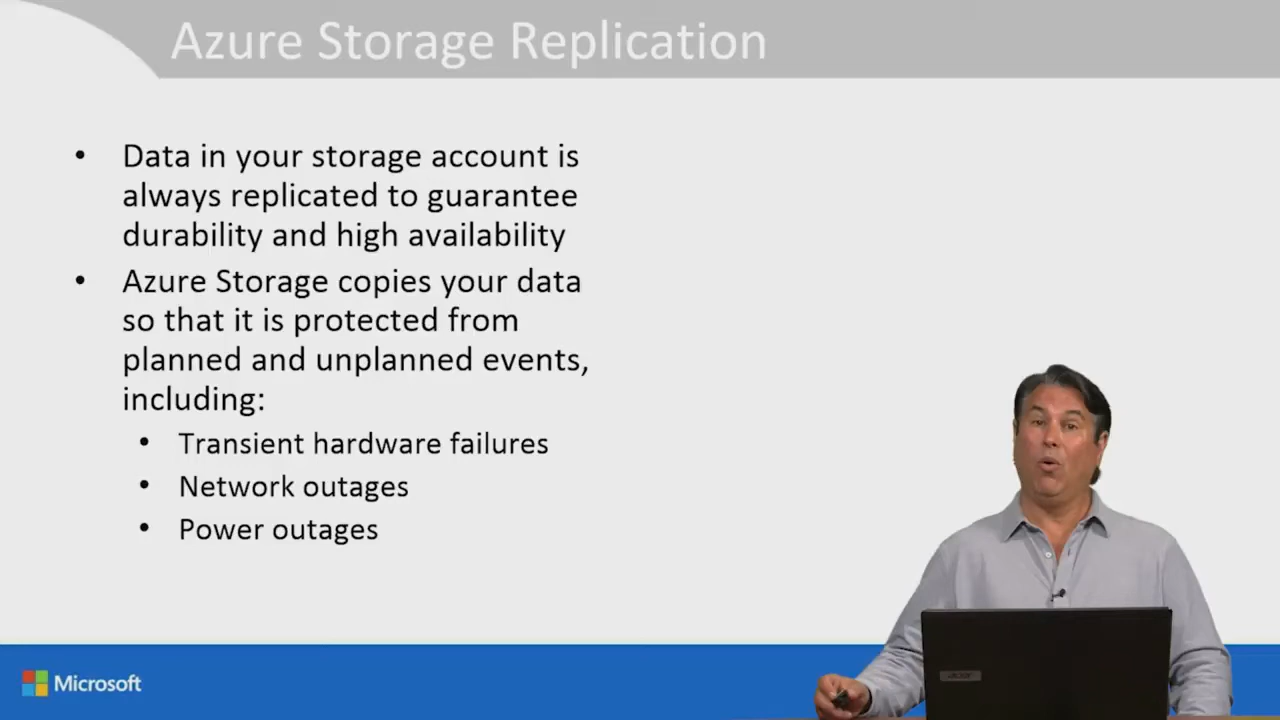 Azure Storage Replication
• Data in your storage account is
always replicated to guarantee
durability and high availability
• Azure Storage copies your data
so that it is protected from
planned and unplanned events,
including:
• Transient hardware failures
• Network outages
• Power outages
acer
Microsoft